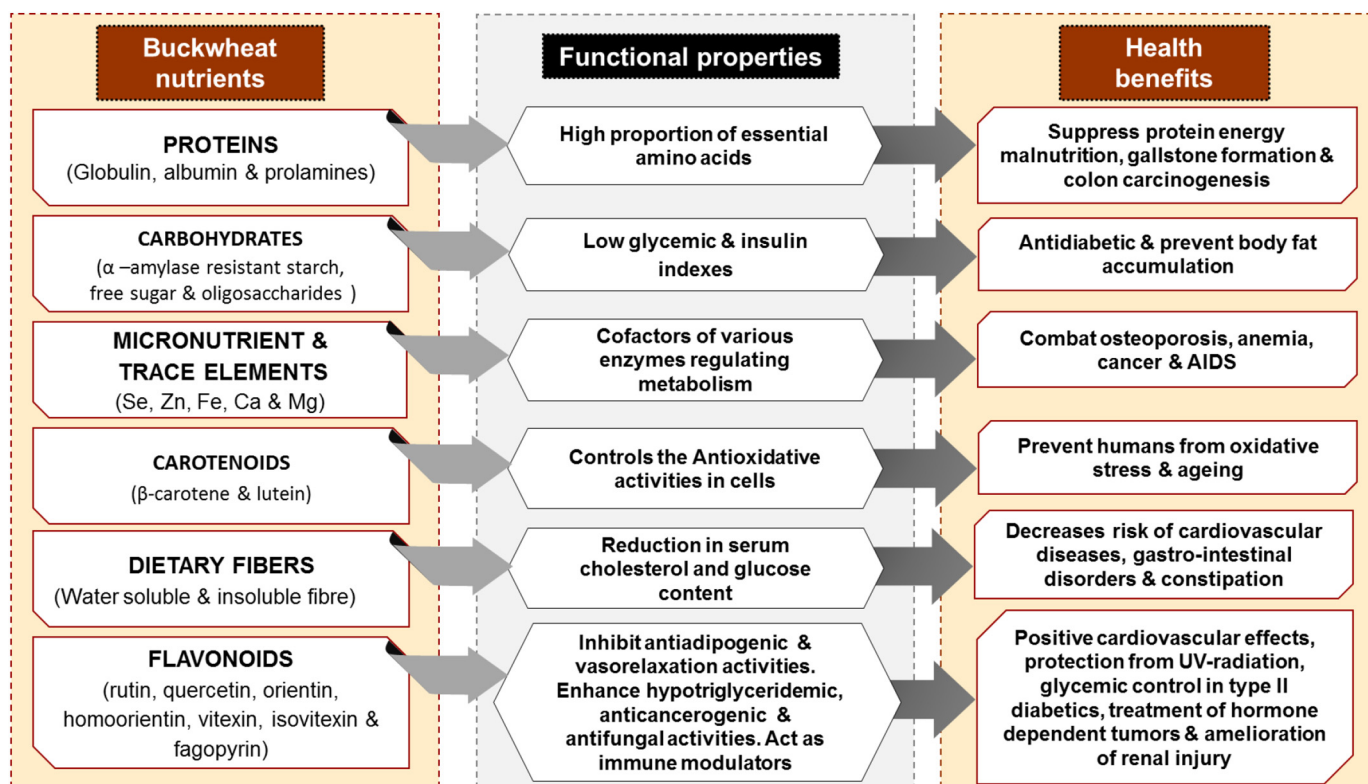 Buckwheat
nutrients
Functional properties
Health
benefits
PROTEINS
(Globulin, albumin & prolamines)
High proportion of essential
amino acids
Suppress protein energy
malnutrition, gallstone formation &
colon carcinogenesis
CARBOHYDRATES
(α –amylase resistant starch,
free sugar & oligosaccharides )
Low glycemic & insulin
indexes
Antidiabetic & prevent body fat
accumulation
MICRONUTRIENT &
TRACE ELEMENTS
(Se, Zn, Fe, Ca & Mg)
Cofactors of various
enzymes regulating
metabolism
Combat osteoporosis, anemia,
cancer & AIDS
CAROTENOIDS
(β-carotene & lutein)
Controls the Antioxidative
activities in cells
Prevent humans from oxidative
stress & ageing
DIETARY FIBERS
(Water soluble & insoluble fibre)
Reduction in serum
cholesterol and glucose
content
Decreases risk of cardiovascular
diseases, gastro-intestinal
disorders & constipation
FLAVONOIDS
(rutin, quercetin, orientin,
homoorientin, vitexin, isovitexin &
fagopyrin)
Inhibit antiadipogenic &
vasorelaxation activities.
Enhance hypotriglyceridemic,
anticancerogenic &
antifungal activities. Act as
immune modulators
Positive cardiovascular effects,
protection from UV-radiation,
glycemic control in type II
diabetics, treatment of hormone
dependent tumors & amelioration
of renal injury